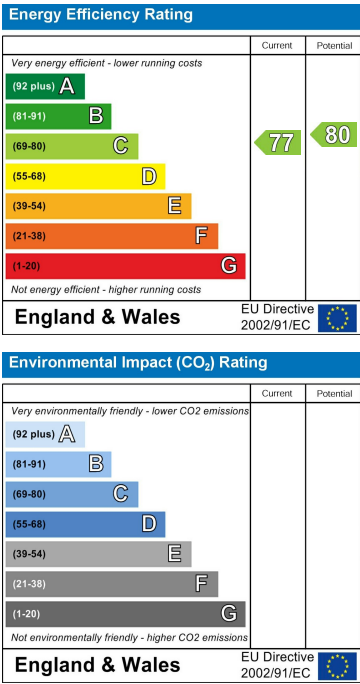 Energy Efficiency Rating
Current Potential
Very energy efficient - lower running costs
(92 plus) A
(81-91) B
(69-80) C
(55-68) D
(39-54) E
(21-38) F
(1-20) G
77
80
Not energy efficient - higher running costs
England & Wales
EU Directive
2002/91/EC
Environmental Impact (CO₂) Rating
Current Potential
Very environmentally friendly - lower CO2 emissions
(92 plus) A
(81-91) B
(69-80) C
(55-68) D
(39-54) E
(21-38) F
(1-20) G
Not environmentally friendly - higher CO2 emissions
England & Wales
EU Directive
2002/91/EC